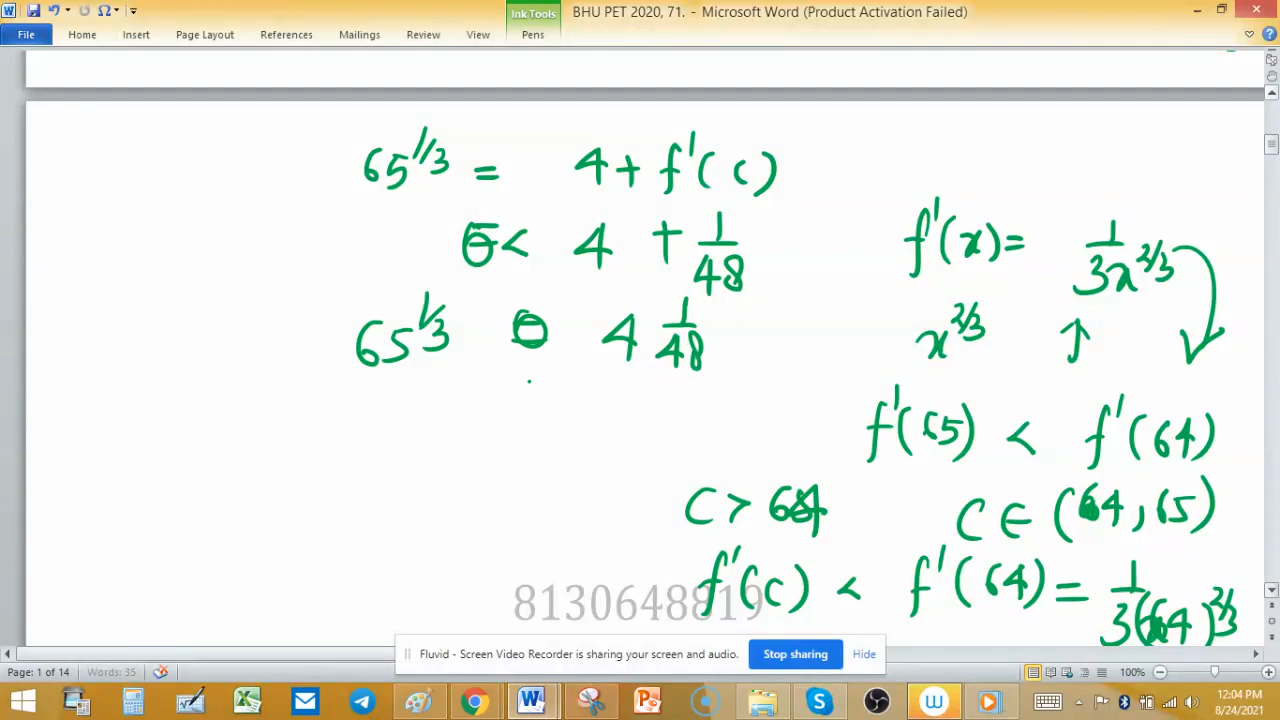 Ink Tools
BHU PET 2020, 71. - Microsoft Word (Product Activation Failed)
File Home Insert Page Layout References Mailings Review View Pens
65^1/3 = 4 + f'(c)
< 4 + 1/48
65^1/3 4 1/48
f'(x) = 1/3x^2/3
x^2/3 ↑
f'(65) < f'(64)
C > 64 C ∈ (64, 65)
f'(c) < f'(64) = 1/3(64)^2/3
8130648819
Fluvid - Screen Video Recorder is sharing your screen and audio. Stop sharing Hide
Page: 1 of 14 Words: 35 100%
12:04 PM
8/24/2021